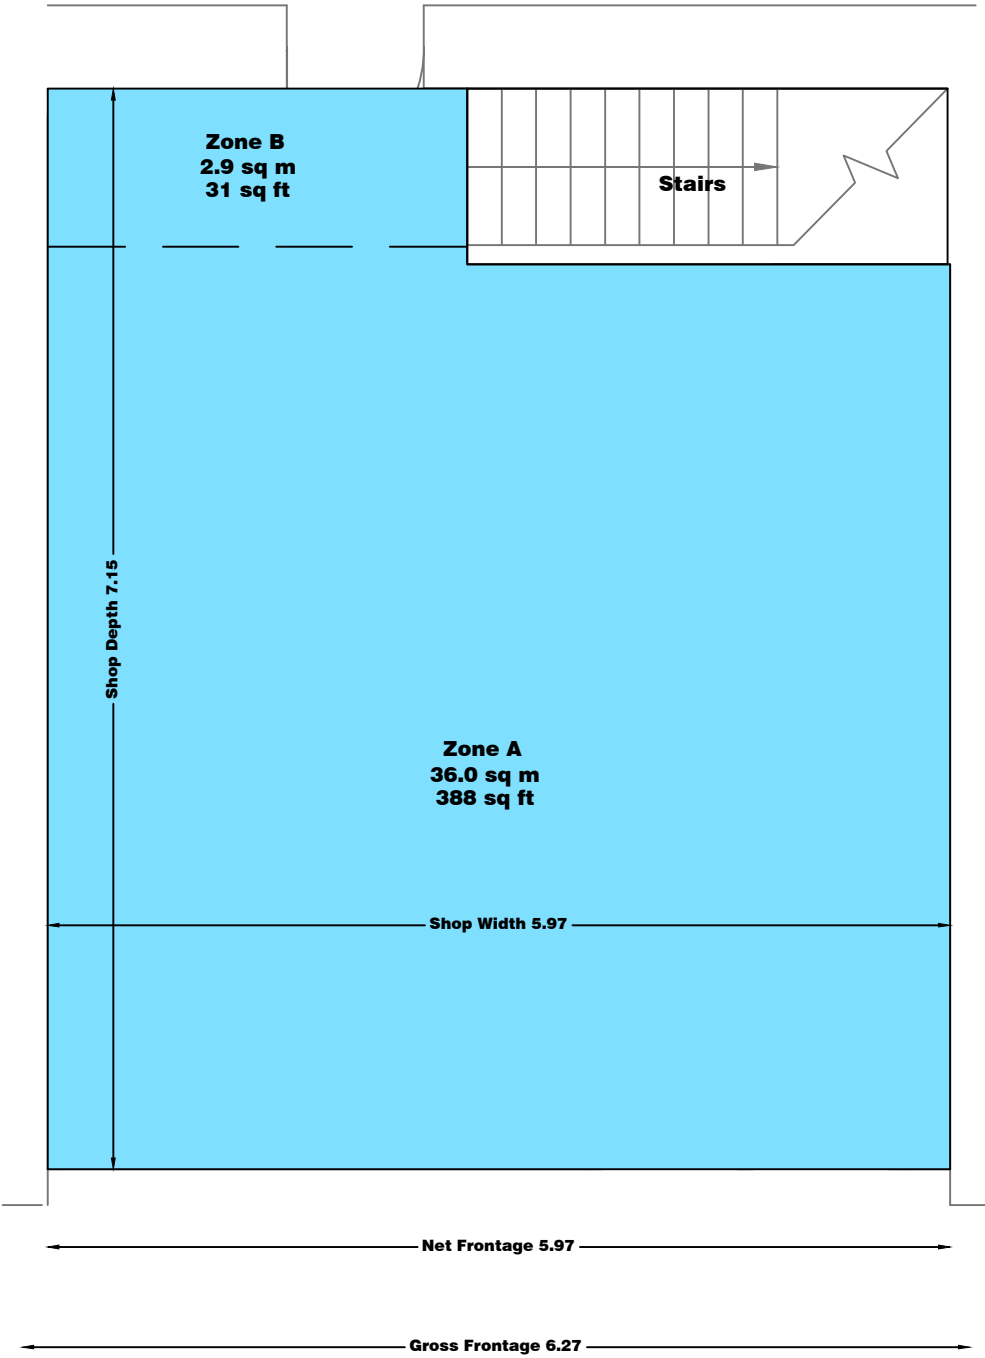 Zone B
2.9 sq m
31 sq ft
Stairs
Shop Depth 7.15
Zone A
36.0 sq m
388 sq ft
Shop Width 5.97
Net Frontage 5.97
Gross Frontage 6.27